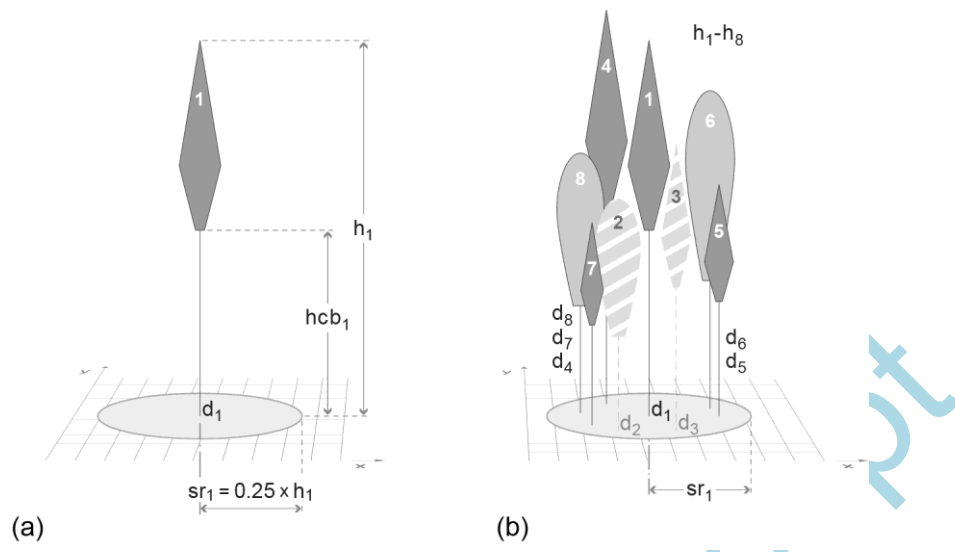 1
h1
hcb1
d1
y
x
sr1 = 0.25 x h1
(a)
h1-h8
4
1
6
8
2
3
5
7
d8
d7
d4
d6
d5
d1
d2
d3
y
x
sr1
(b)
pt